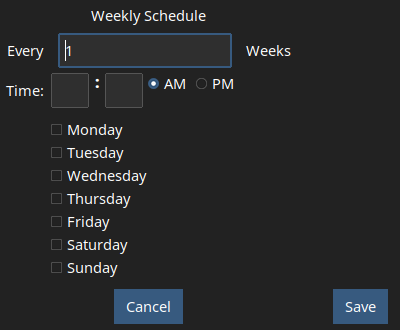 Weekly Schedule
Every 1 Weeks
Time: : AM PM
Monday
Tuesday
Wednesday
Thursday
Friday
Saturday
Sunday
Cancel Save